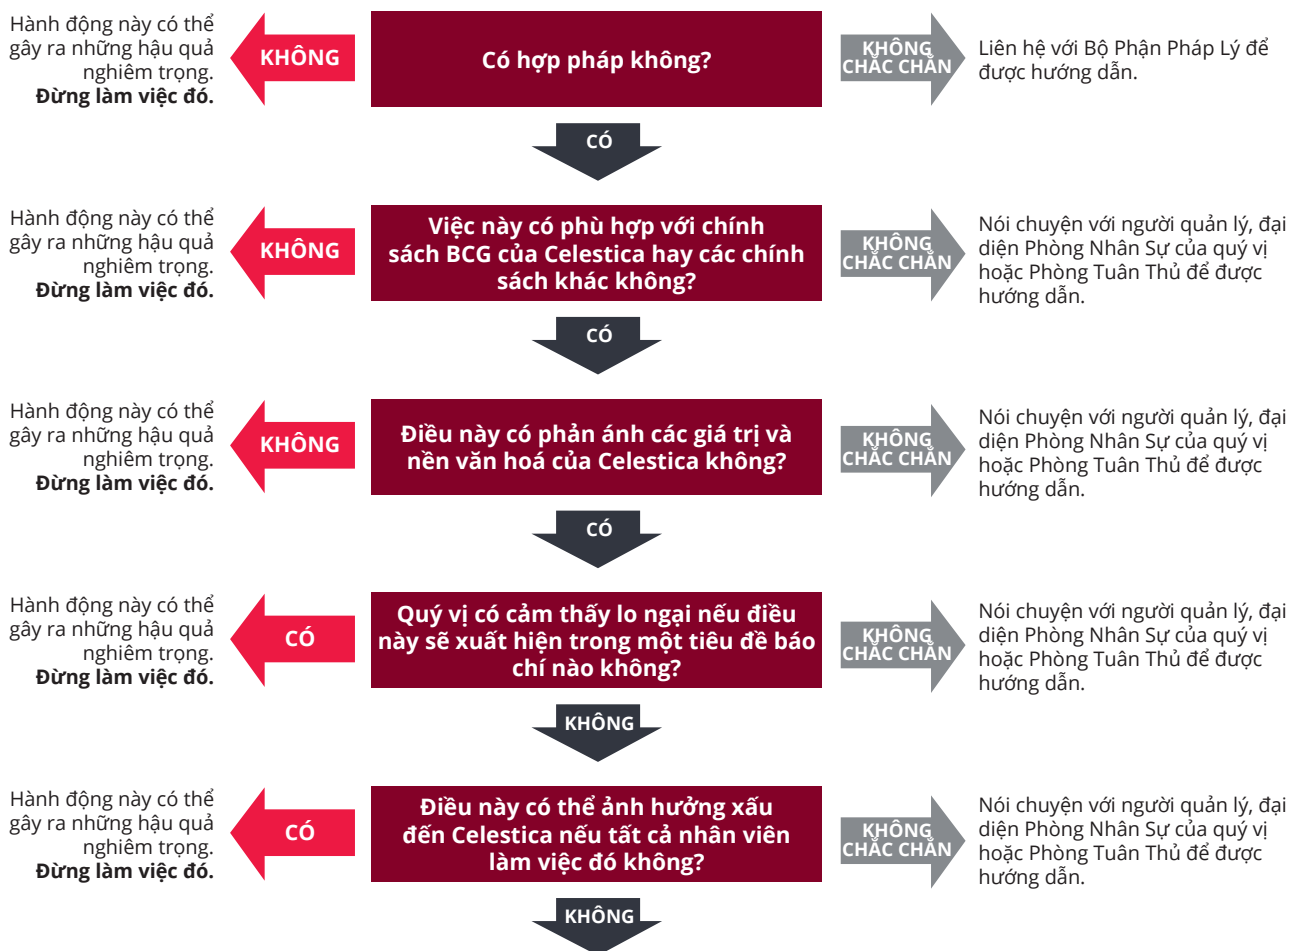 Hành động này có thể
gây ra những hậu quả
nghiêm trọng.
Đừng làm việc đó.
KHÔNG
Có hợp pháp không?
KHÔNG
CHẮC CHẮN
Liên hệ với Bộ Phận Pháp Lý để
được hướng dẫn.
CÓ
Hành động này có thể
gây ra những hậu quả
nghiêm trọng.
Đừng làm việc đó.
KHÔNG
Việc này có phù hợp với chính
sách BCG của Celestica hay các chính
sách khác không?
KHÔNG
CHẮC CHẮN
Nói chuyện với người quản lý, đại
diện Phòng Nhân Sự của quý vị
hoặc Phòng Tuân Thủ để được
hướng dẫn.
CÓ
Hành động này có thể
gây ra những hậu quả
nghiêm trọng.
Đừng làm việc đó.
KHÔNG
Điều này có phản ánh các giá trị và
nền văn hoá của Celestica không?
KHÔNG
CHẮC CHẮN
Nói chuyện với người quản lý, đại
diện Phòng Nhân Sự của quý vị
hoặc Phòng Tuân Thủ để được
hướng dẫn.
CÓ
Hành động này có thể
gây ra những hậu quả
nghiêm trọng.
Đừng làm việc đó.
CÓ
Quý vị có cảm thấy lo ngại nếu điều
này sẽ xuất hiện trong một tiêu đề báo
chí nào không?
KHÔNG
CHẮC CHẮN
Nói chuyện với người quản lý, đại
diện Phòng Nhân Sự của quý vị
hoặc Phòng Tuân Thủ để được
hướng dẫn.
KHÔNG
Hành động này có thể
gây ra những hậu quả
nghiêm trọng.
Đừng làm việc đó.
CÓ
Điều này có thể ảnh hưởng xấu
đến Celestica nếu tất cả nhân viên
làm việc đó không?
KHÔNG
CHẮC CHẮN
Nói chuyện với người quản lý, đại
diện Phòng Nhân Sự của quý vị
hoặc Phòng Tuân Thủ để được
hướng dẫn.
KHÔNG